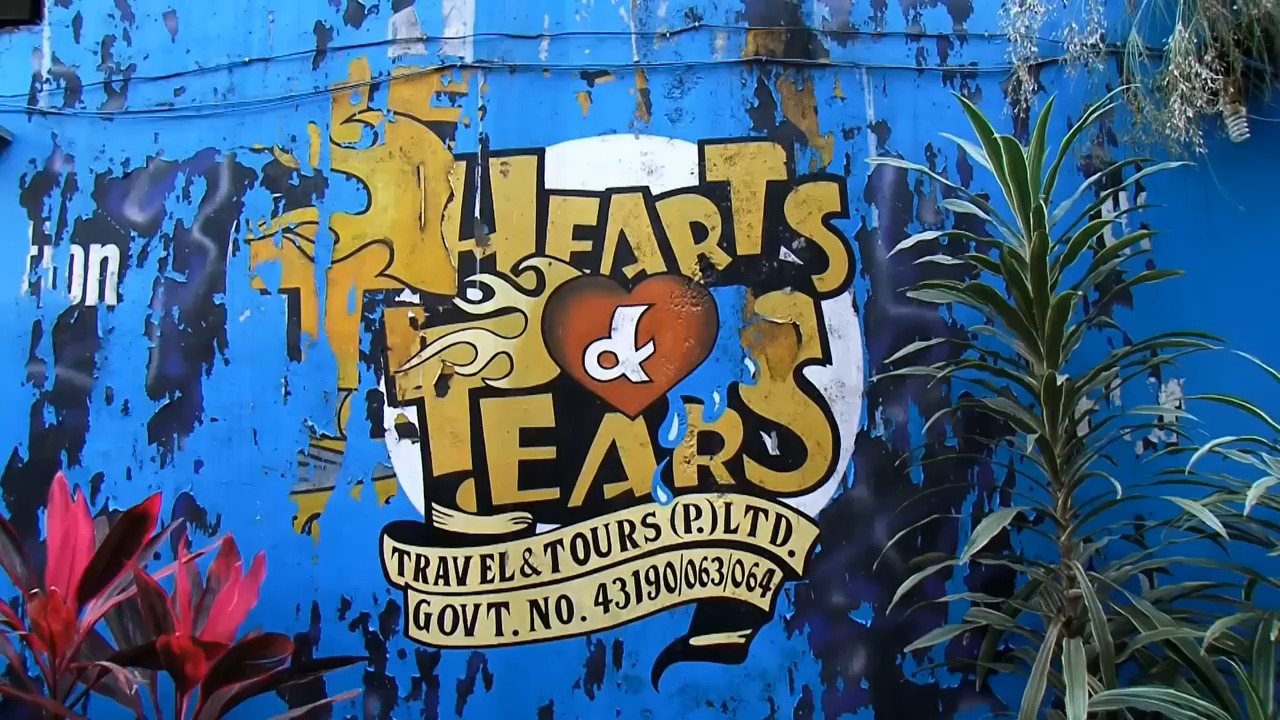 HEARTS
&
TEARS
TRAVEL & TOURS (P.) LTD.
GOVT. NO. 43190/063/064